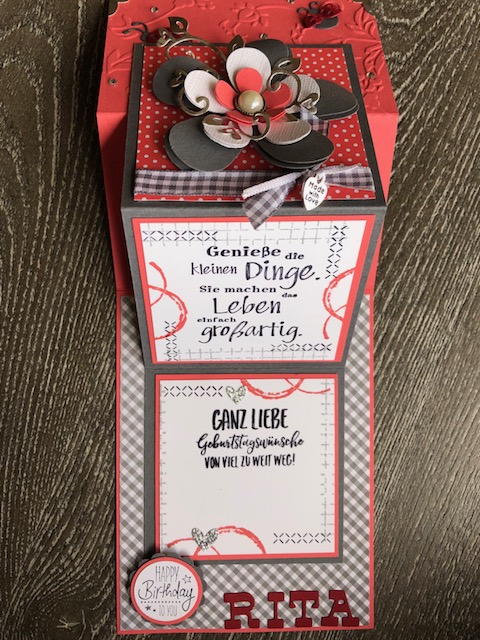 Made
with
Love
Genieße die
kleinen Dinge.
Sie machen das
Leben
einfach
großartig.
GANZ LIEBE
Geburtstagswünsche
VON VIEL ZU WEIT WEG!
HAPPY
Birthday
TO YOU
RITA